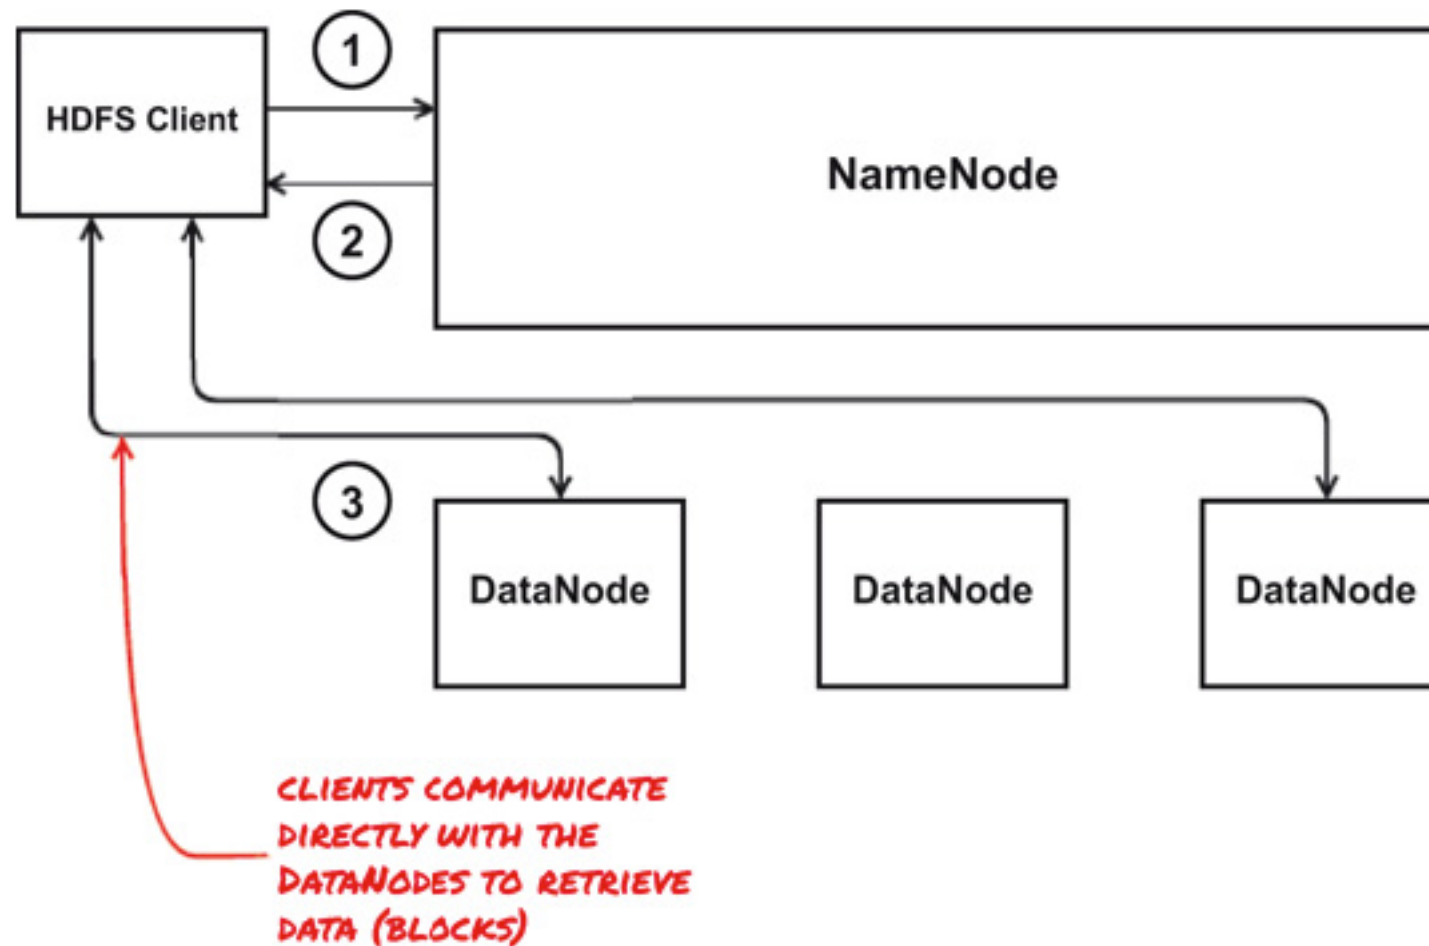 1
HDFS Client
NameNode
2
3
DataNode
DataNode
DataNode
CLIENTS COMMUNICATE
DIRECTLY WITH THE
DATANODES TO RETRIEVE
DATA (BLOCKS)